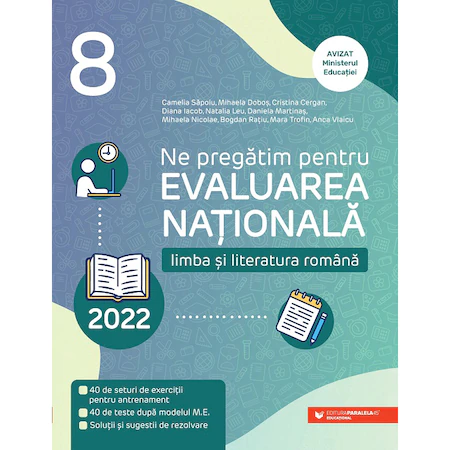 8
AVIZAT
Ministerul
Educației
Camelia Săpoiu, Mihaela Doboș, Cristina Cergan,
Diana Iacob, Natalia Leu, Daniela Martinaș,
Mihaela Nicolae, Bogdan Rațiu, Mara Trofin, Anca Vlaicu
Ne pregătim pentru
EVALUAREA
NAȚIONALĂ
limba și literatura română
2022
40 de seturi de exerciții
pentru antrenament
40 de teste după modelul M.E.
Soluții și sugestii de rezolvare
EDITURA PARALELA 45
EDUCAȚIONAL